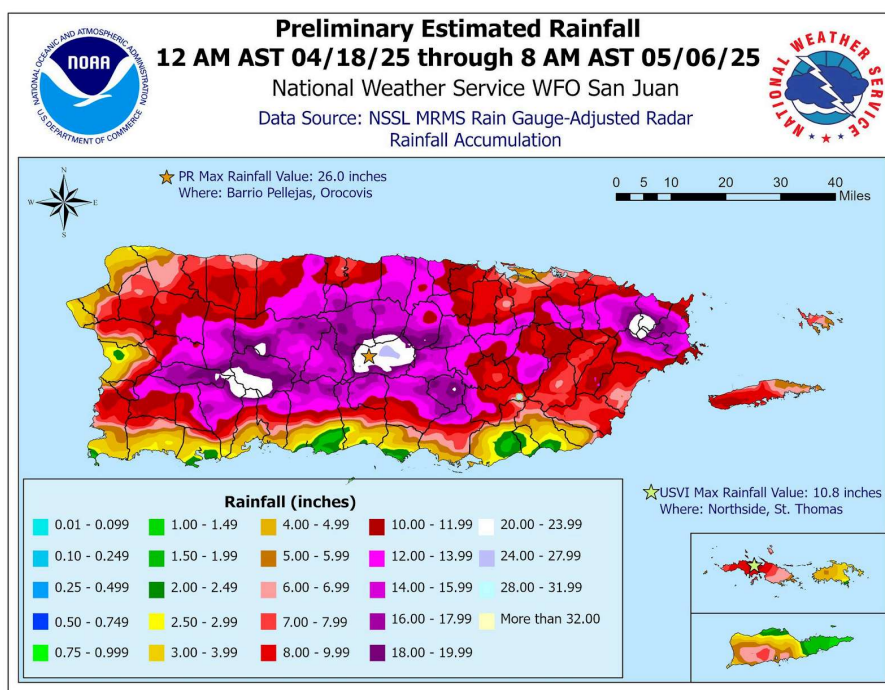 Preliminary Estimated Rainfall
12 AM AST 04/18/25 through 8 AM AST 05/06/25
National Weather Service WFO San Juan
Data Source: NSSL MRMS Rain Gauge-Adjusted Radar
Rainfall Accumulation
NATIONAL OCEANIC AND ATMOSPHERIC ADMINISTRATION
NOAA
U.S. DEPARTMENT OF COMMERCE
NATIONAL WEATHER SERVICE
N
W E
S
PR Max Rainfall Value: 26.0 inches
Where: Barrio Pellejas, Orocovis
0 5 10 20 30 40
Miles
USVI Max Rainfall Value: 10.8 inches
Where: Northside, St. Thomas
Rainfall (inches)
0.01 - 0.099
0.10 - 0.249
0.25 - 0.499
0.50 - 0.749
0.75 - 0.999
1.00 - 1.49
1.50 - 1.99
2.00 - 2.49
2.50 - 2.99
3.00 - 3.99
4.00 - 4.99
5.00 - 5.99
6.00 - 6.99
7.00 - 7.99
8.00 - 9.99
10.00 - 11.99
12.00 - 13.99
14.00 - 15.99
16.00 - 17.99
18.00 - 19.99
20.00 - 23.99
24.00 - 27.99
28.00 - 31.99
More than 32.00